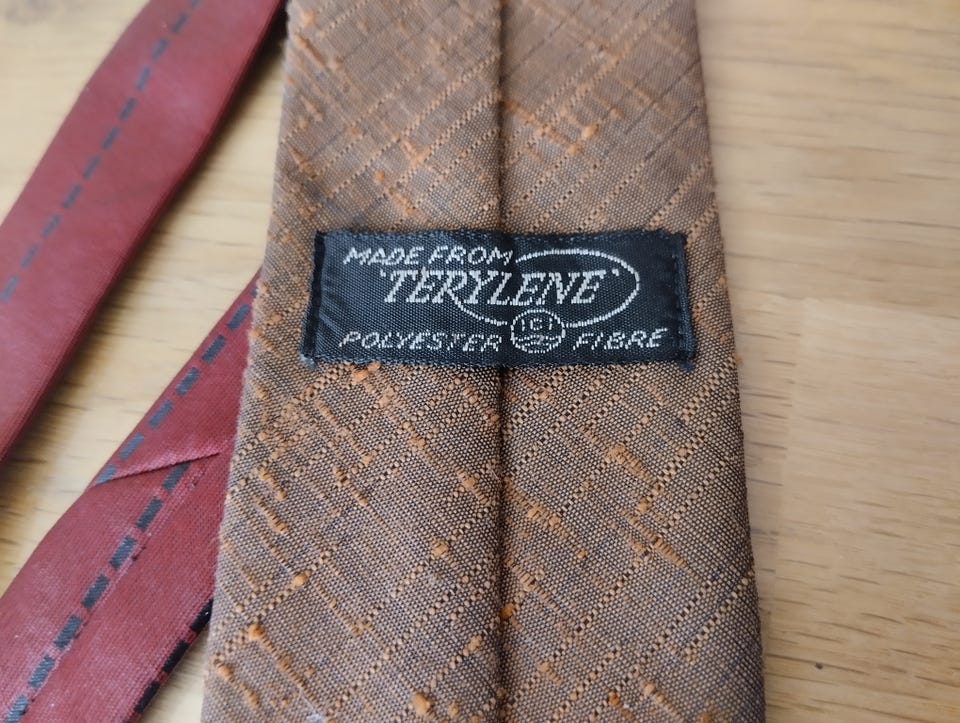 MADE FROM
'TERYLENE'
ICI
POLYESTER FIBRE